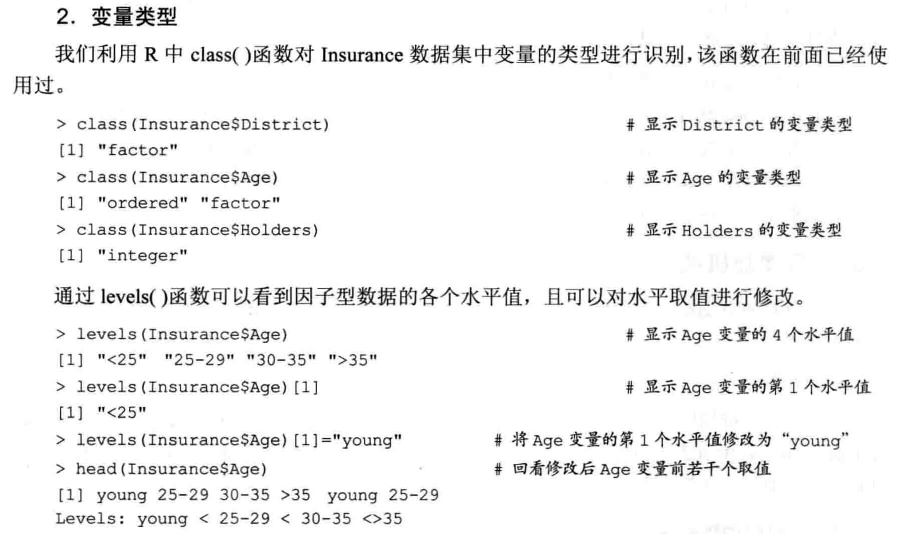 2．变量类型
我们利用 R 中 class( )函数对 Insurance 数据集中变量的类型进行识别，该函数在前面已经使
用过。
> class(Insurance$District) # 显示 District 的变量类型
[1] "factor"
> class(Insurance$Age) # 显示 Age 的变量类型
[1] "ordered" "factor"
> class(Insurance$Holders) # 显示 Holders 的变量类型
[1] "integer"
通过 levels( )函数可以看到因子型数据的各个水平值，且可以对水平取值进行修改。
> levels(Insurance$Age) # 显示 Age 变量的 4 个水平值
[1] "<25" "25-29" "30-35" ">35"
> levels(Insurance$Age)[1] # 显示 Age 变量的第 1 个水平值
[1] "<25"
> levels(Insurance$Age)[1]="young" # 将 Age 变量的第 1 个水平值修改为“young”
> head(Insurance$Age) # 回看修改后 Age 变量前若干个取值
[1] young 25-29 30-35 >35 young 25-29
Levels: young < 25-29 < 30-35 <>35